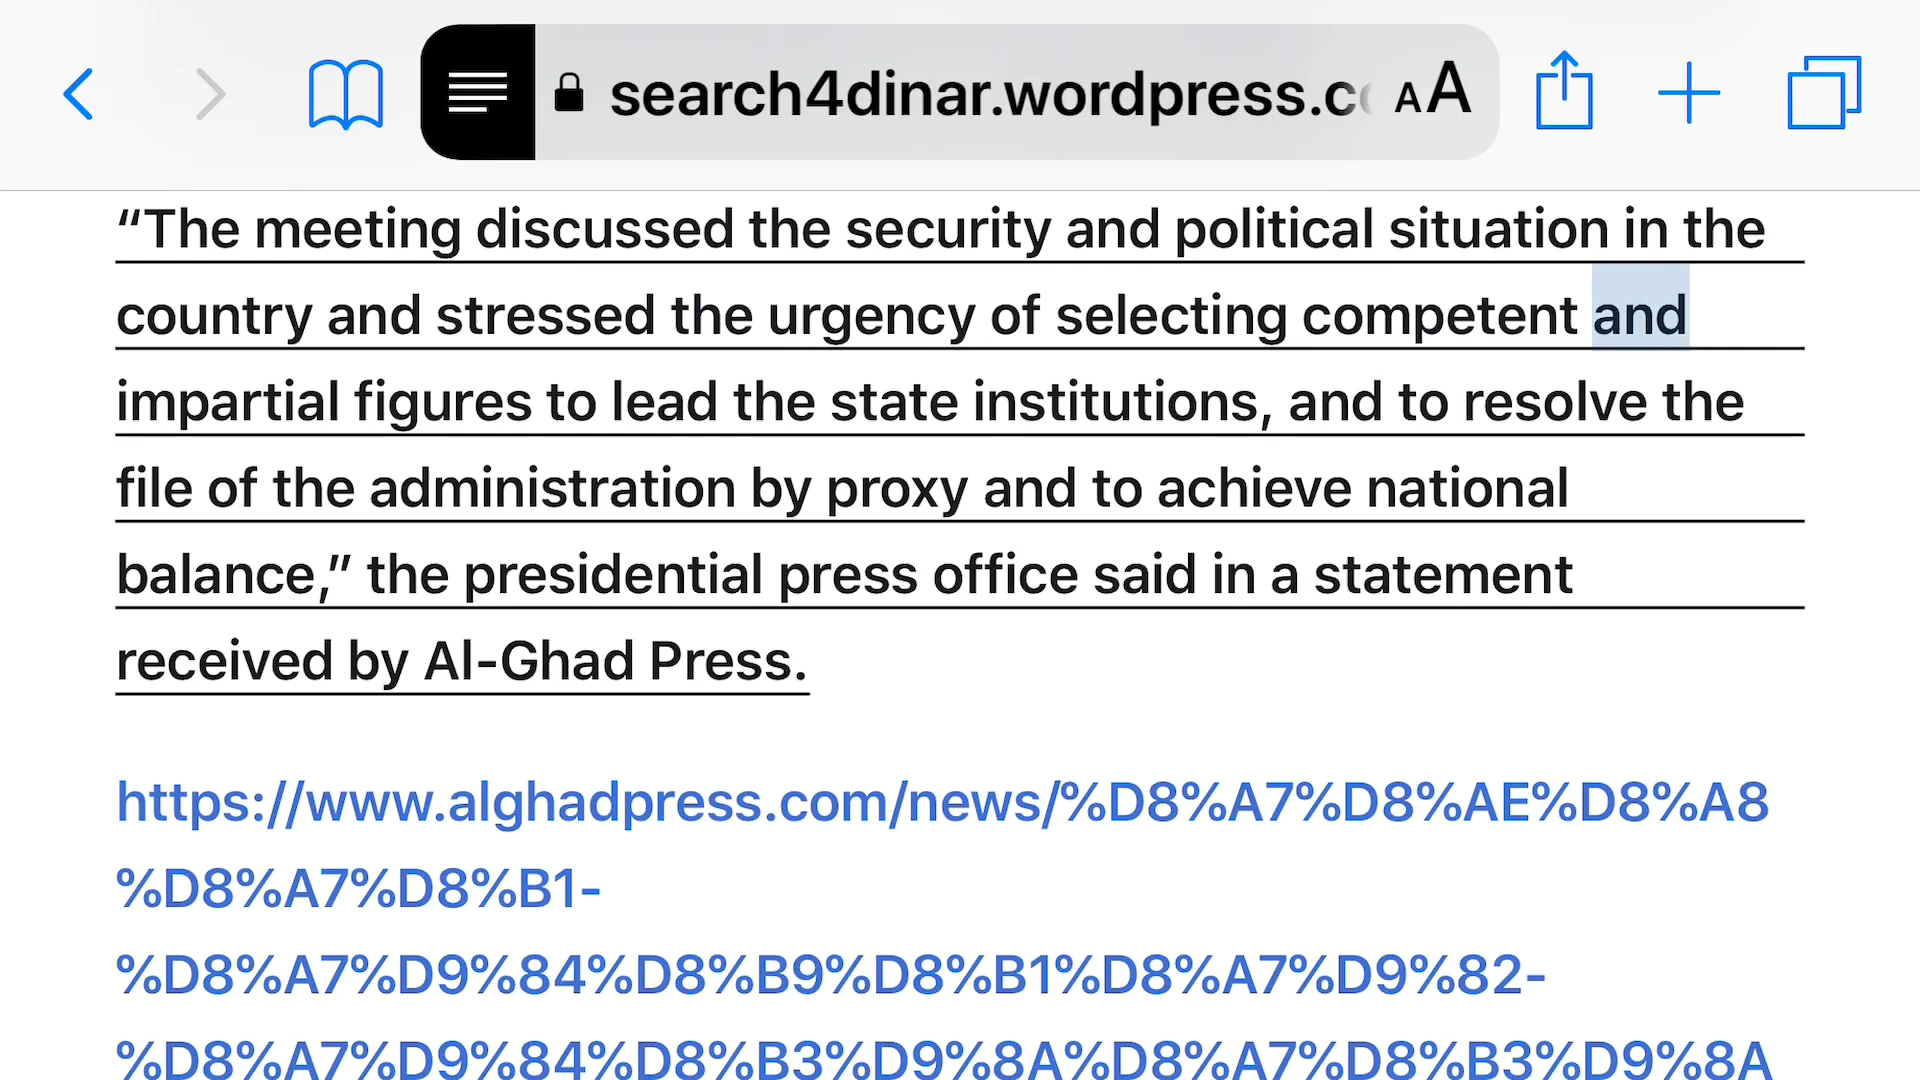 search4dinar.wordpress.c AA
“The meeting discussed the security and political situation in the
country and stressed the urgency of selecting competent and
impartial figures to lead the state institutions, and to resolve the
file of the administration by proxy and to achieve national
balance,” the presidential press office said in a statement
received by Al-Ghad Press.
https://www.alghadpress.com/news/%D8%A7%D8%AE%D8%A8
%D8%A7%D8%B1-
%D8%A7%D9%84%D8%B9%D8%B1%D8%A7%D9%82-
%D8%A7%D9%84%D8%B3%D9%8A%D8%A7%D8%B3%D9%8A